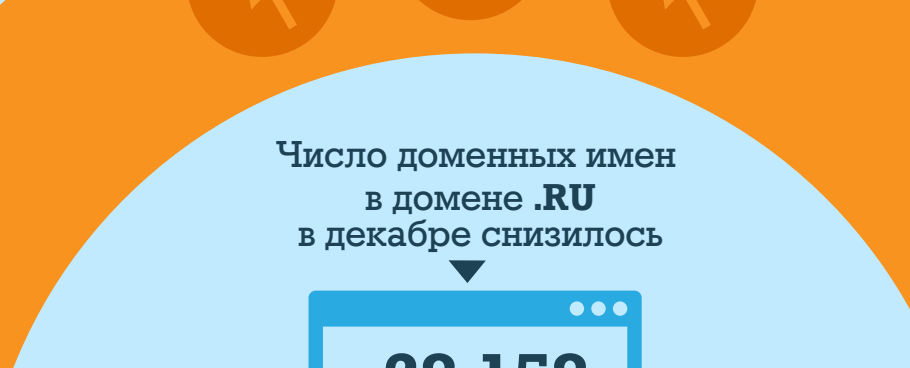 Число доменных имен
в домене .RU
в декабре снизилось